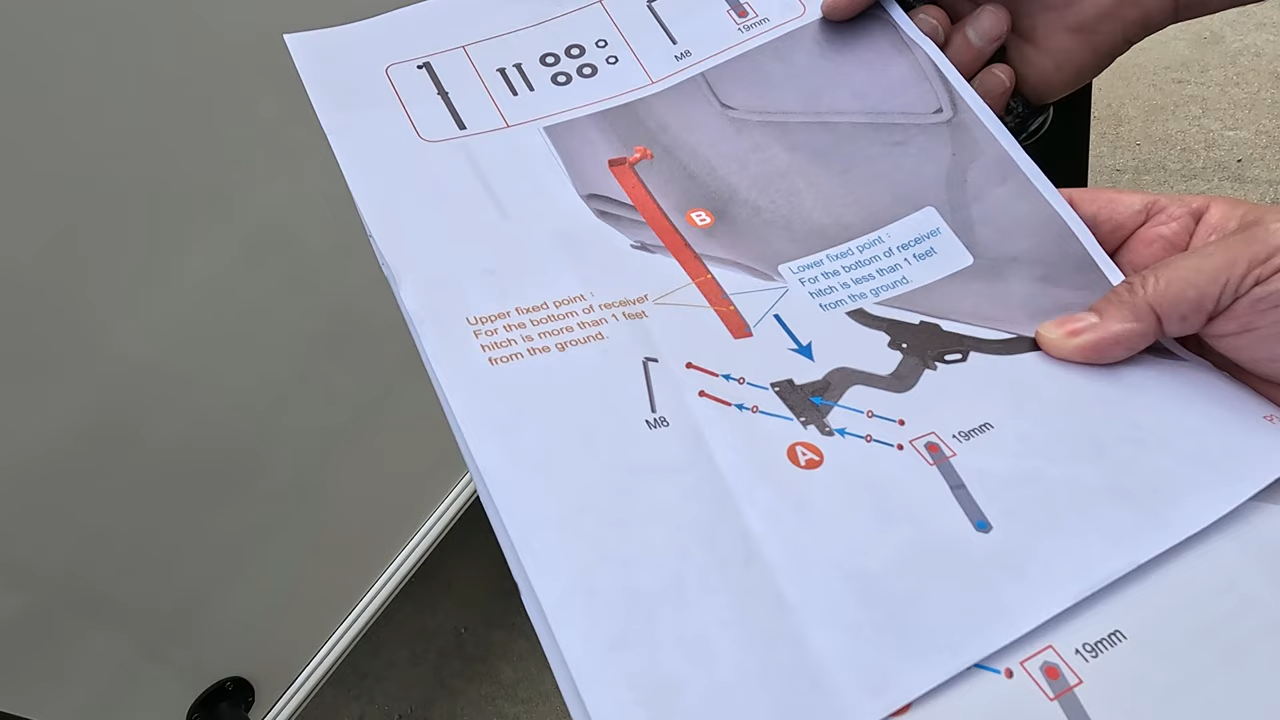 M8
19mm
B
Lower fixed point :
For the bottom of receiver
hitch is less than 1 feet
from the ground.
Upper fixed point :
For the bottom of receiver
hitch is more than 1 feet
from the ground.
M8
A
19mm
19mm